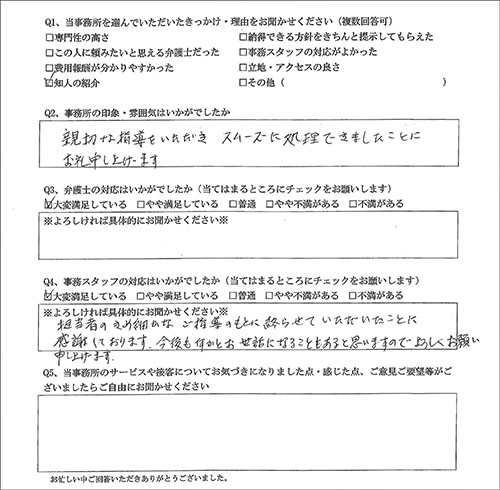 Q1、当事務所を選んでいただいたきっかけ・理由をお聞かせください（複数回答可）
□専門性の高さ □納得できる方針をきちんと提示してもらえた
□この人に頼みたいと思える弁護士だった □事務スタッフの対応がよかった
□費用報酬が分かりやすかった □立地・アクセスの良さ
☑知人の紹介 □その他（ ）
Q2、事務所の印象・雰囲気はいかがでしたか
親切な指導をいただき スムーズに処理できましたことに
お礼申し上げます
Q3、弁護士の対応はいかがでしたか（当てはまるところにチェックをお願いします）
☑大変満足している □やや満足している □普通 □やや不満がある □不満がある
※よろしければ具体的にお聞かせください※
Q4、事務スタッフの対応はいかがでしたか（当てはまるところにチェックをお願いします）
☑大変満足している □やや満足している □普通 □やや不満がある □不満がある
※よろしければ具体的にお聞かせください※
担当者のきめ細かな ご指導のもとに 終らせていただいたことに
感謝しております。今後も何かとお世話になることもあると思いますので よろしくお願い
申し上げます。
Q5、当事務所のサービスや接客についてお気づきになりました点・感じた点、ご意見ご要望等がご
ざいましたらご自由にお聞かせください
お忙しい中ご回答いただきありがとうございました。